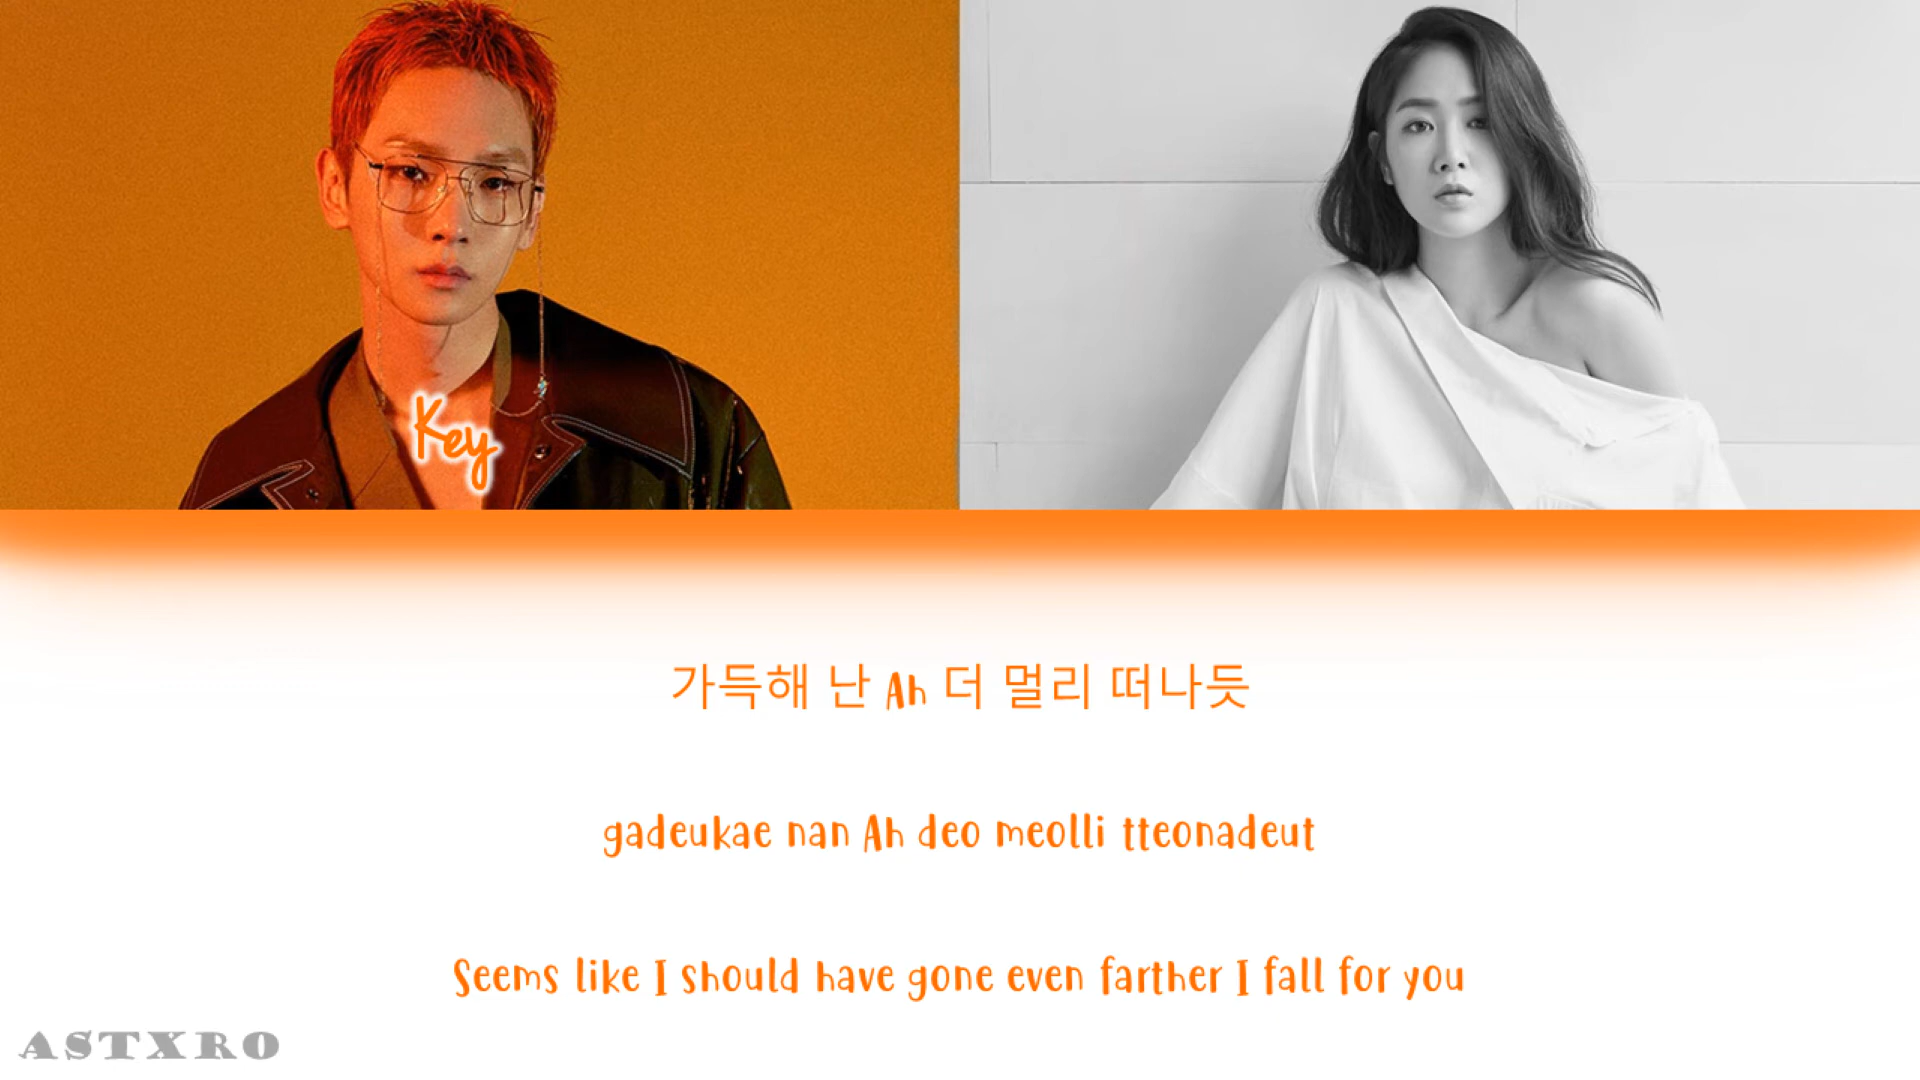 Key
가득해 난 Ah 더 멀리 떠나듯
gadeukae nan Ah deo meolli tteonadeut
Seems like I should have gone even farther I fall for you
ASTXRO